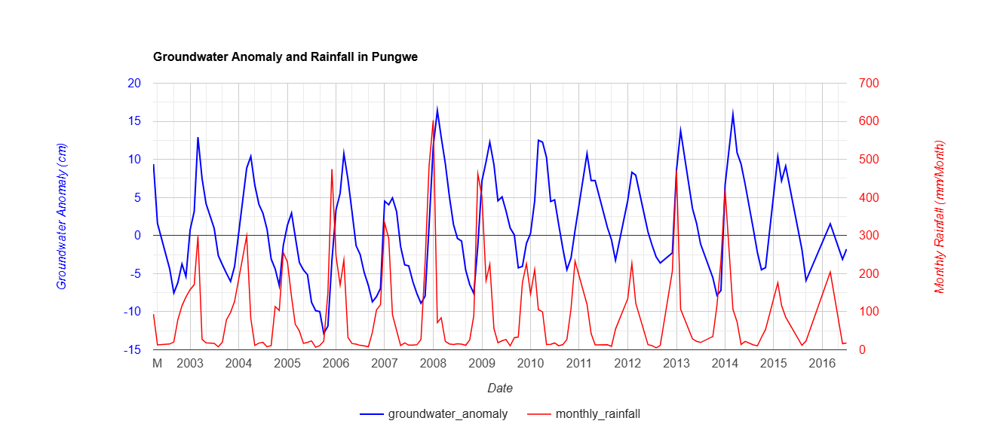 Groundwater Anomaly and Rainfall in Pungwe
20 700
15 600
10 500
5 400
0 300
-5 200
-10 100
-15 0
Groundwater Anomaly (cm)
Monthly Rainfall (mm/Month)
M 2003 2004 2005 2006 2007 2008 2009 2010 2011 2012 2013 2014 2015 2016
Date
groundwater_anomaly monthly_rainfall